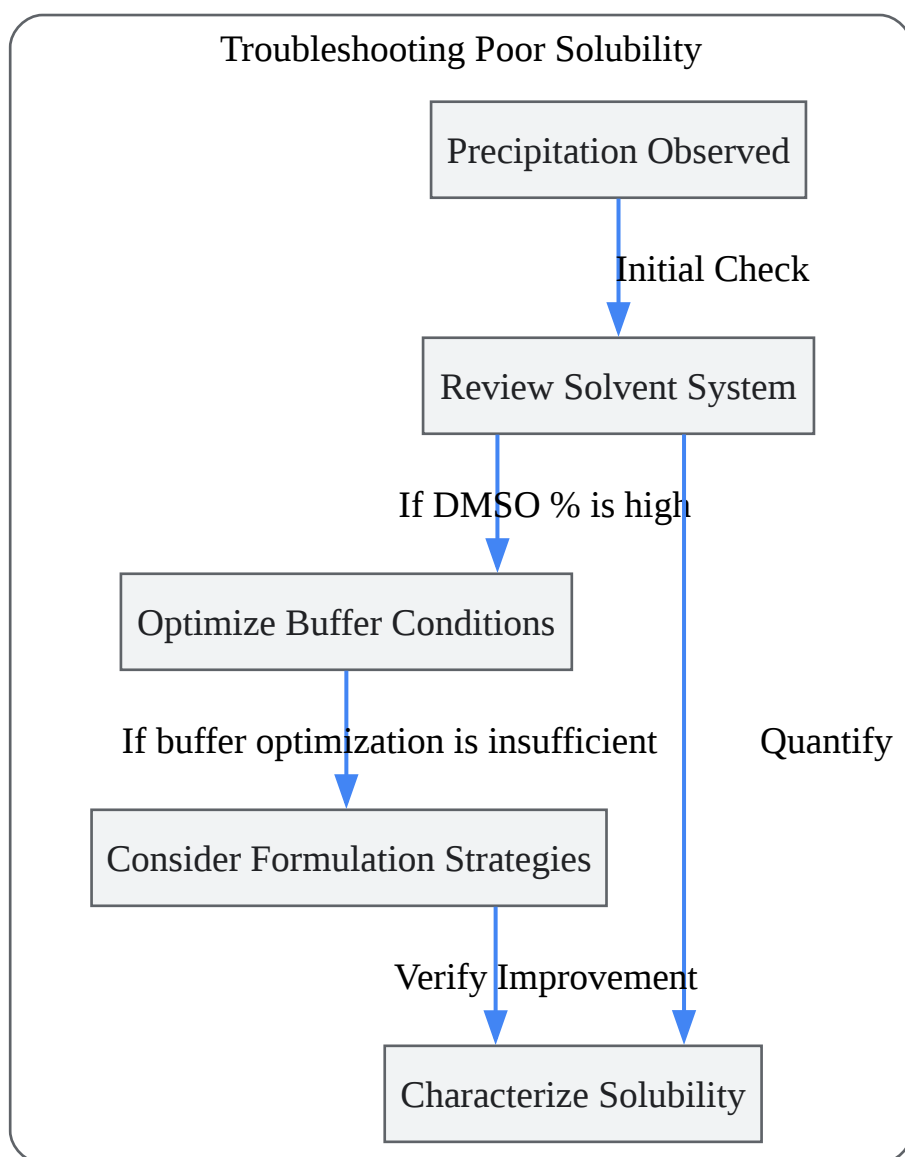 Troubleshooting Poor Solubility
Precipitation Observed
Initial Check
Review Solvent System
If DMSO % is high
Optimize Buffer Conditions
If buffer optimization is insufficient
Quantify
Consider Formulation Strategies
Verify Improvement
Characterize Solubility